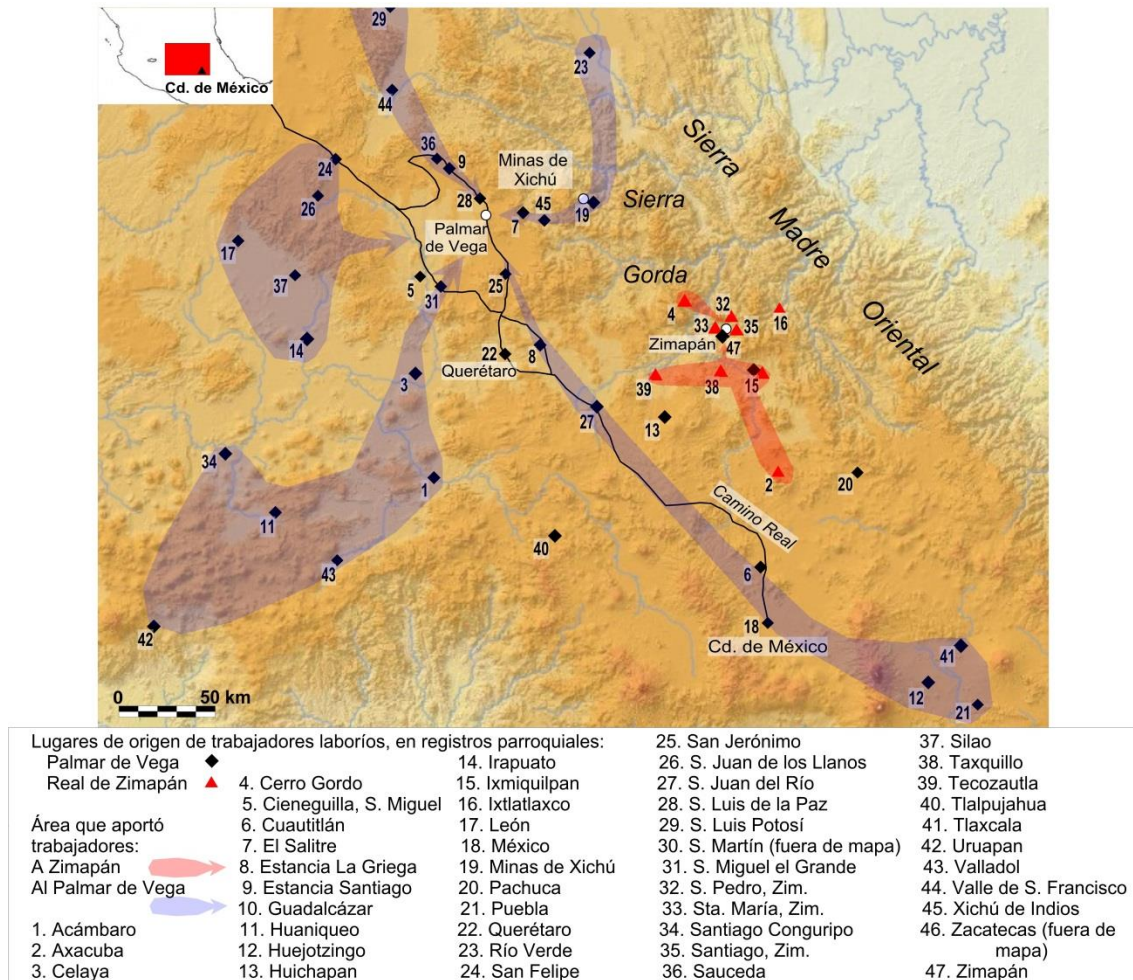 Cd. de México
29
23
44
Sierra
36
9
24
Minas de
Xichú
28
45
26
7
19
Sierra
Palmar
de Vega
Madre
17
Gorda
37
5
25
31
4
32
16
33
35
Oriental
14
Zimapán
47
22
8
Querétaro
3
39
38
15
27
13
34
2
20
1
Camino Real
11
40
43
6
42
18
Cd. de México
41
12
21
0 50 km
Lugares de origen de trabajadores laboríos, en registros parroquiales:
Palmar de Vega
Real de Zimapán
Área que aportó
trabajadores:
A Zimapán
Al Palmar de Vega
1. Acámbaro
2. Axacuba
3. Celaya
4. Cerro Gordo
5. Cieneguilla, S. Miguel
6. Cuautitlán
7. El Salitre
8. Estancia La Griega
9. Estancia Santiago
10. Guadalcázar
11. Huaniqueo
12. Huejotzingo
13. Huichapan
14. Irapuato
15. Ixmiquilpan
16. Ixtlatlaxco
17. León
18. México
19. Minas de Xichú
20. Pachuca
21. Puebla
22. Querétaro
23. Río Verde
24. San Felipe
25. San Jerónimo
26. S. Juan de los Llanos
27. S. Juan del Río
28. S. Luis de la Paz
29. S. Luis Potosí
30. S. Martín (fuera de mapa)
31. S. Miguel el Grande
32. S. Pedro, Zim.
33. Sta. María, Zim.
34. Santiago Conguripo
35. Santiago, Zim.
36. Sauceda
37. Silao
38. Taxquillo
39. Tecozautla
40. Tlalpujahua
41. Tlaxcala
42. Uruapan
43. Valladol
44. Valle de S. Francisco
45. Xichú de Indios
46. Zacatecas (fuera de
mapa)
47. Zimapán